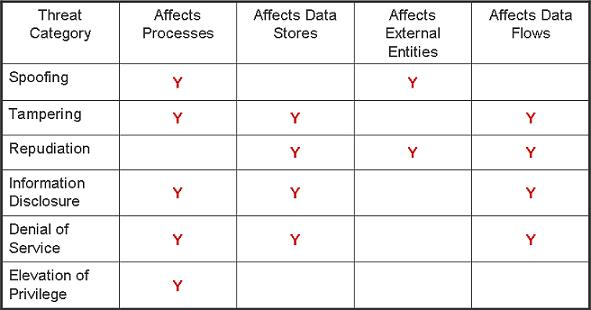 Threat Category Affects Processes Affects Data Stores Affects External Entities Affects Data Flows
Spoofing Y Y
Tampering Y Y Y
Repudiation Y Y Y
Information Disclosure Y Y Y
Denial of Service Y Y Y
Elevation of Privilege Y